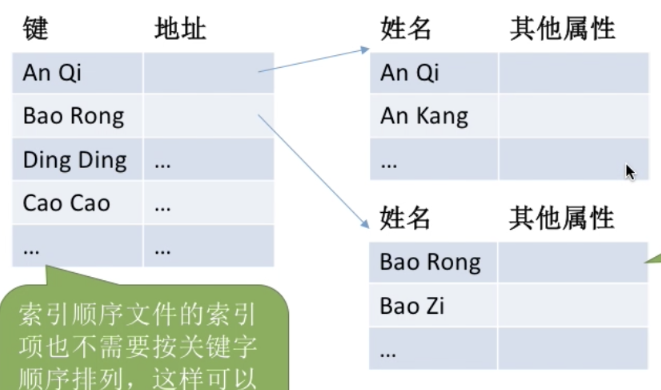 键 地址
An Qi
Bao Rong
Ding Ding ...
Cao Cao ...
... ...
索引顺序文件的索引
项也不需要按关键字
顺序排列，这样可以
姓名 其他属性
An Qi
An Kang
...
姓名 其他属性
Bao Rong
Bao Zi
...